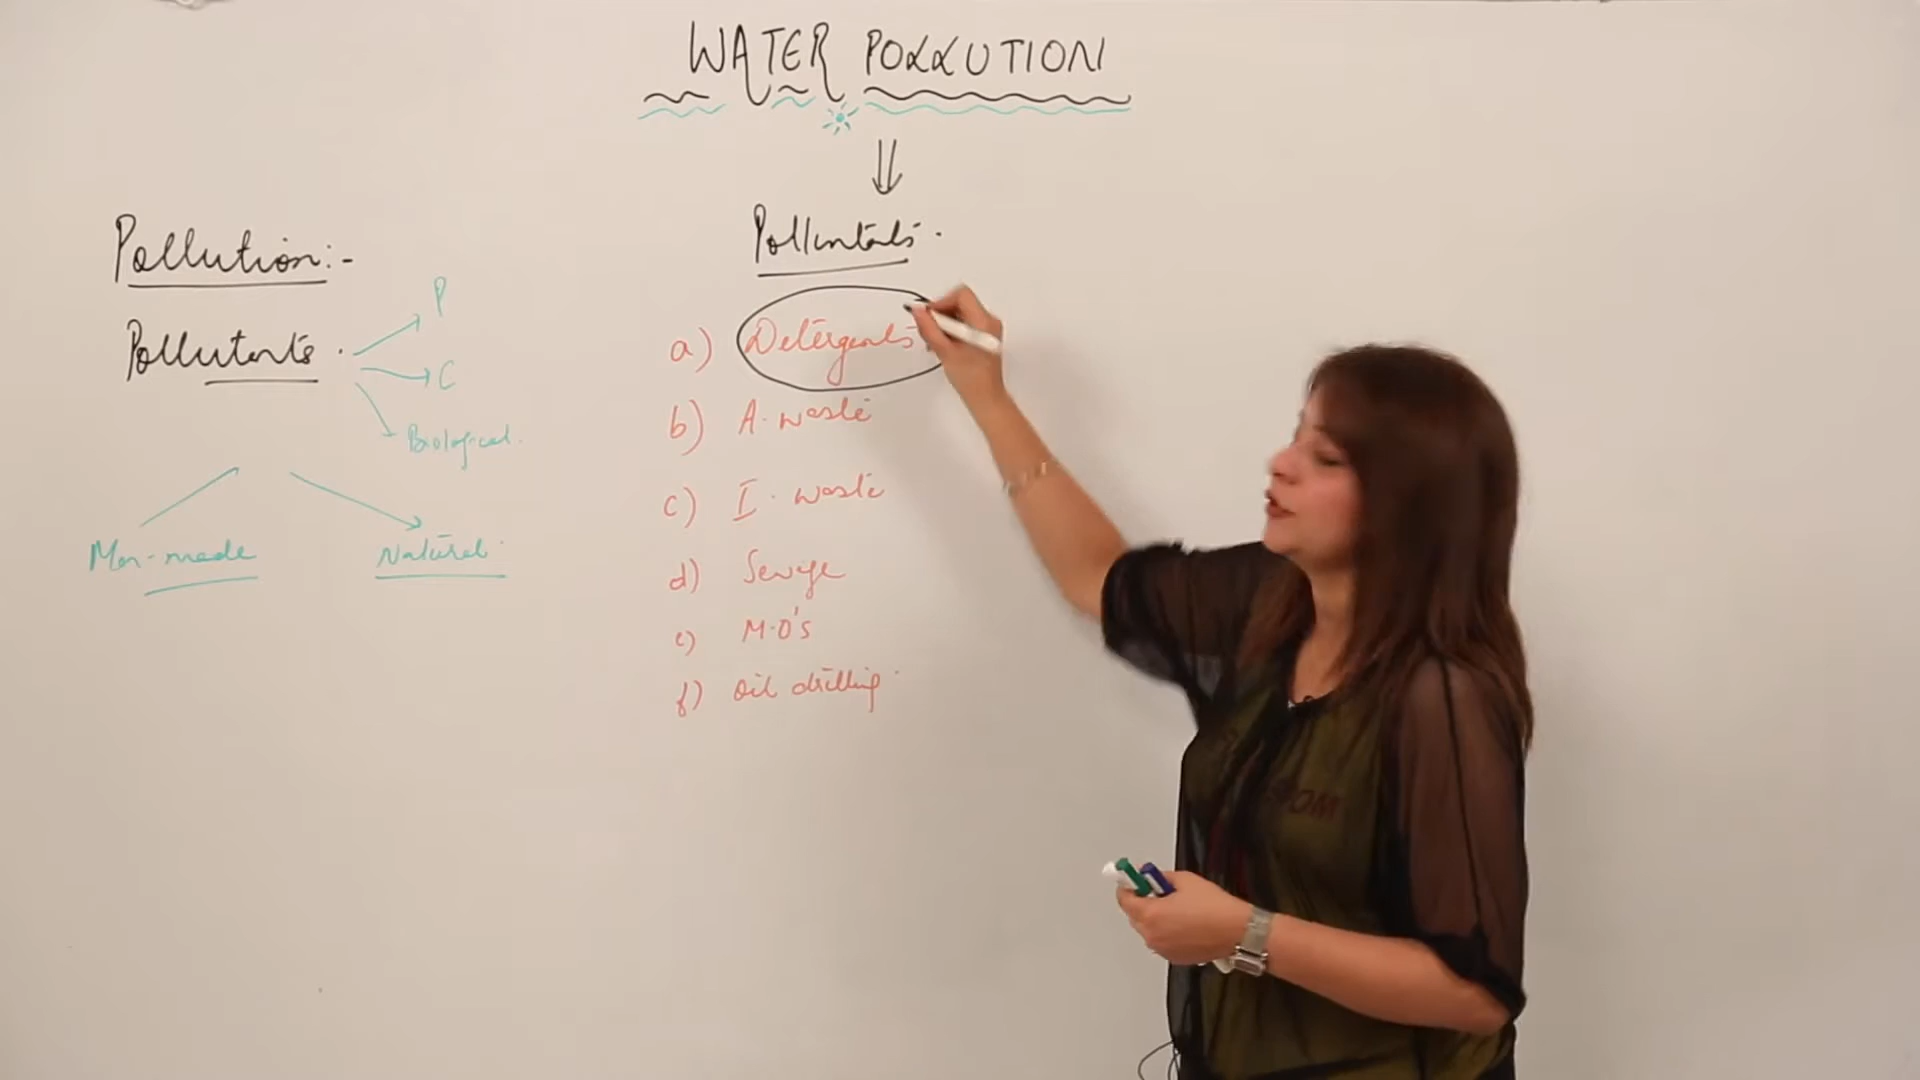 WATER POLLUTION
Pollution:-
Pollutants.
P
C
Biological.
Man-made
Natural.
Pollutants.
a) Detergents
b) A. waste
c) I. waste
d) Sewage
e) M.O's
f) Oil drilling.